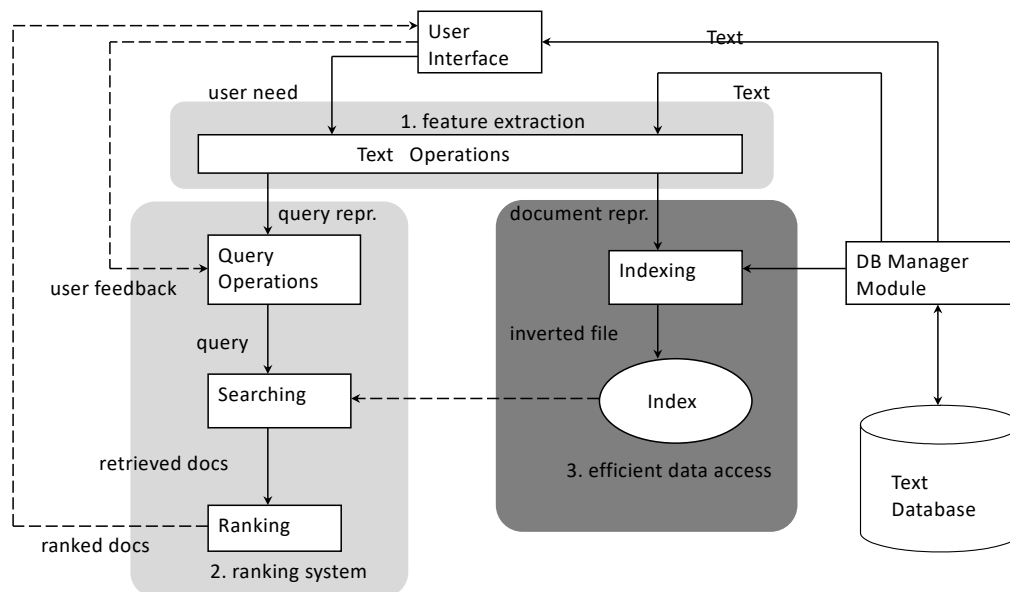 User
Interface
Text
user need
Text
1. feature extraction
Text Operations
query repr.
document repr.
Query
Operations
Indexing
DB Manager
Module
user feedback
query
inverted file
Searching
Index
retrieved docs
3. efficient data access
Text
Database
Ranking
ranked docs
2. ranking system